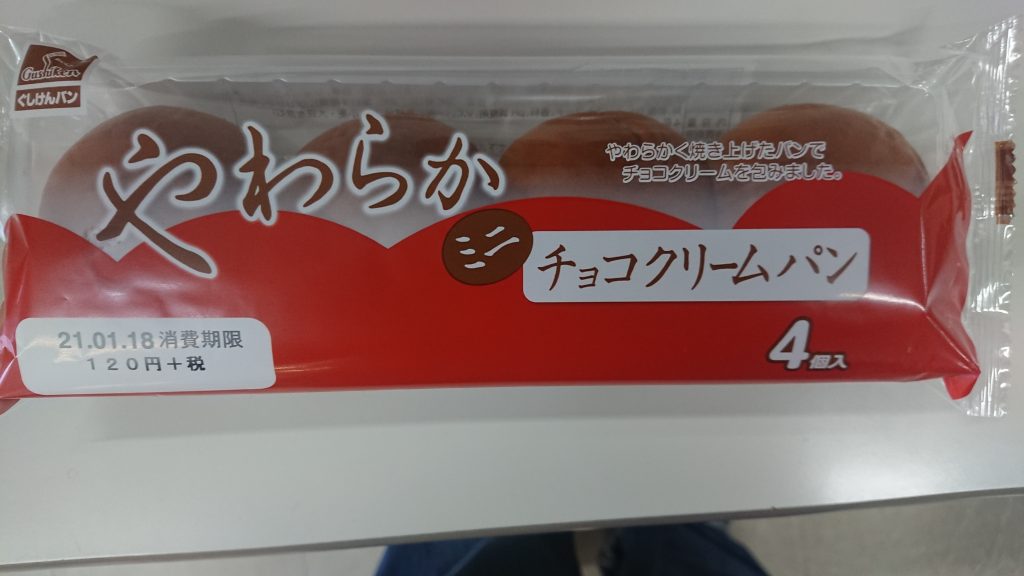 Gushiken
ぐしけんパン
やわらか
やわらかく焼き上げたパンで
チョコクリームを包みました。
ミニ
チョコクリームパン
21.01.18 消費期限
120円+税
4個入